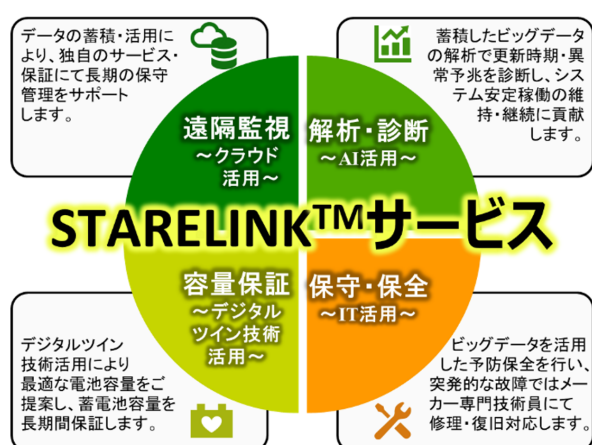 データの蓄積・活用に
より、独自のサービス・
保証にて長期の保守
管理をサポート
します。
蓄積したビッグデータ
の解析で更新時期・異
常予兆を診断し、シス
テム安定稼働の維
持・継続に貢献
します。
遠隔監視
～クラウド
活用～
解析・診断
～AI活用～
STARELINK™サービス
容量保証
～デジタル
ツイン技術
活用～
保守・保全
～IT活用～
デジタルツイン
技術活用により
最適な電池容量をご
提案し、蓄電池容量を
長期間保証します。
ビッグデータを活用
した予防保全を行い、
突発的な故障ではメー
カー専門技術員にて
修理・復旧対応します。